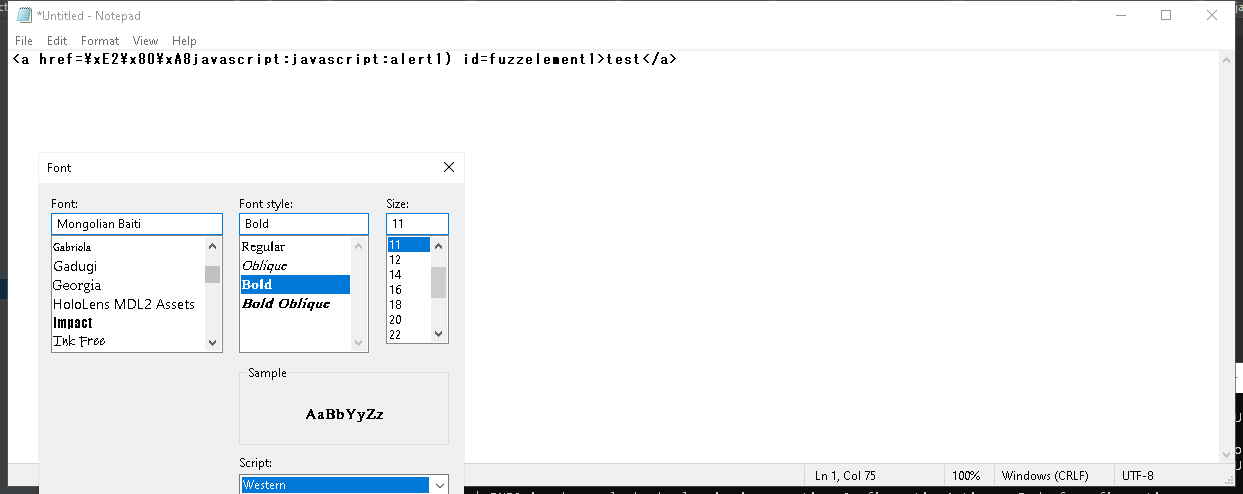 *Untitled - Notepad
File Edit Format View Help
<a href=¥xE2¥x80¥xA8javascript:javascript:alert1) id=fuzzelement1>test</a>
Font
Font: Font style: Size:
Mongolian Baiti Bold 11
Gabriola Regular 11
Gadugi Oblique 12
Georgia Bold 14
HoloLens MDL2 Assets Bold Oblique 16
Impact 18
Ink Free 20
22
Sample
AaBbYyZz
Script:
Western
Ln 1, Col 75 100% Windows (CRLF) UTF-8